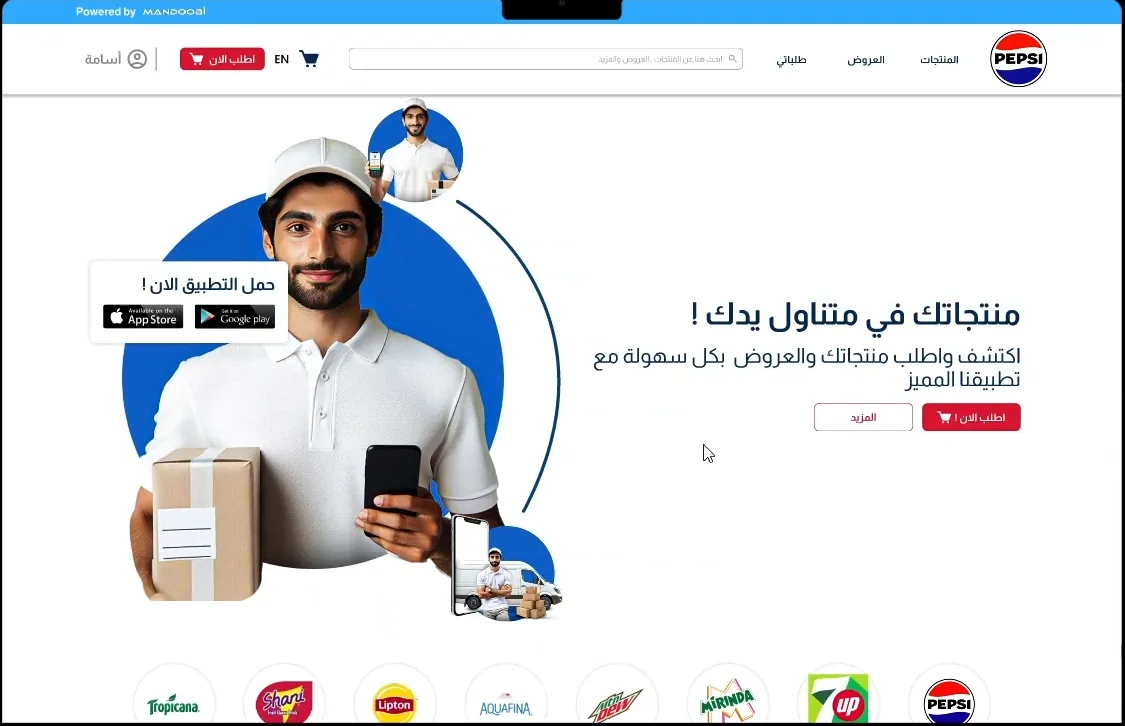 Powered by MANDOOBI
PEPSI
المنتجات
العروض
طلباتي
ابحث هنا عن المنتجات , العروض والمزيد
EN
اطلب الان
أسامة
حمل التطبيق الان !
Available on the
App Store
Get it on
Google play
منتجاتك في متناول يدك !
اكتشف واطلب منتجاتك والعروض بكل سهولة مع
تطبيقنا المميز
اطلب الان !
المزيد
PEPSI
7up
MIRINDA
Mtn Dew
AQUAFINA
Lipton
Shani
Tropicana